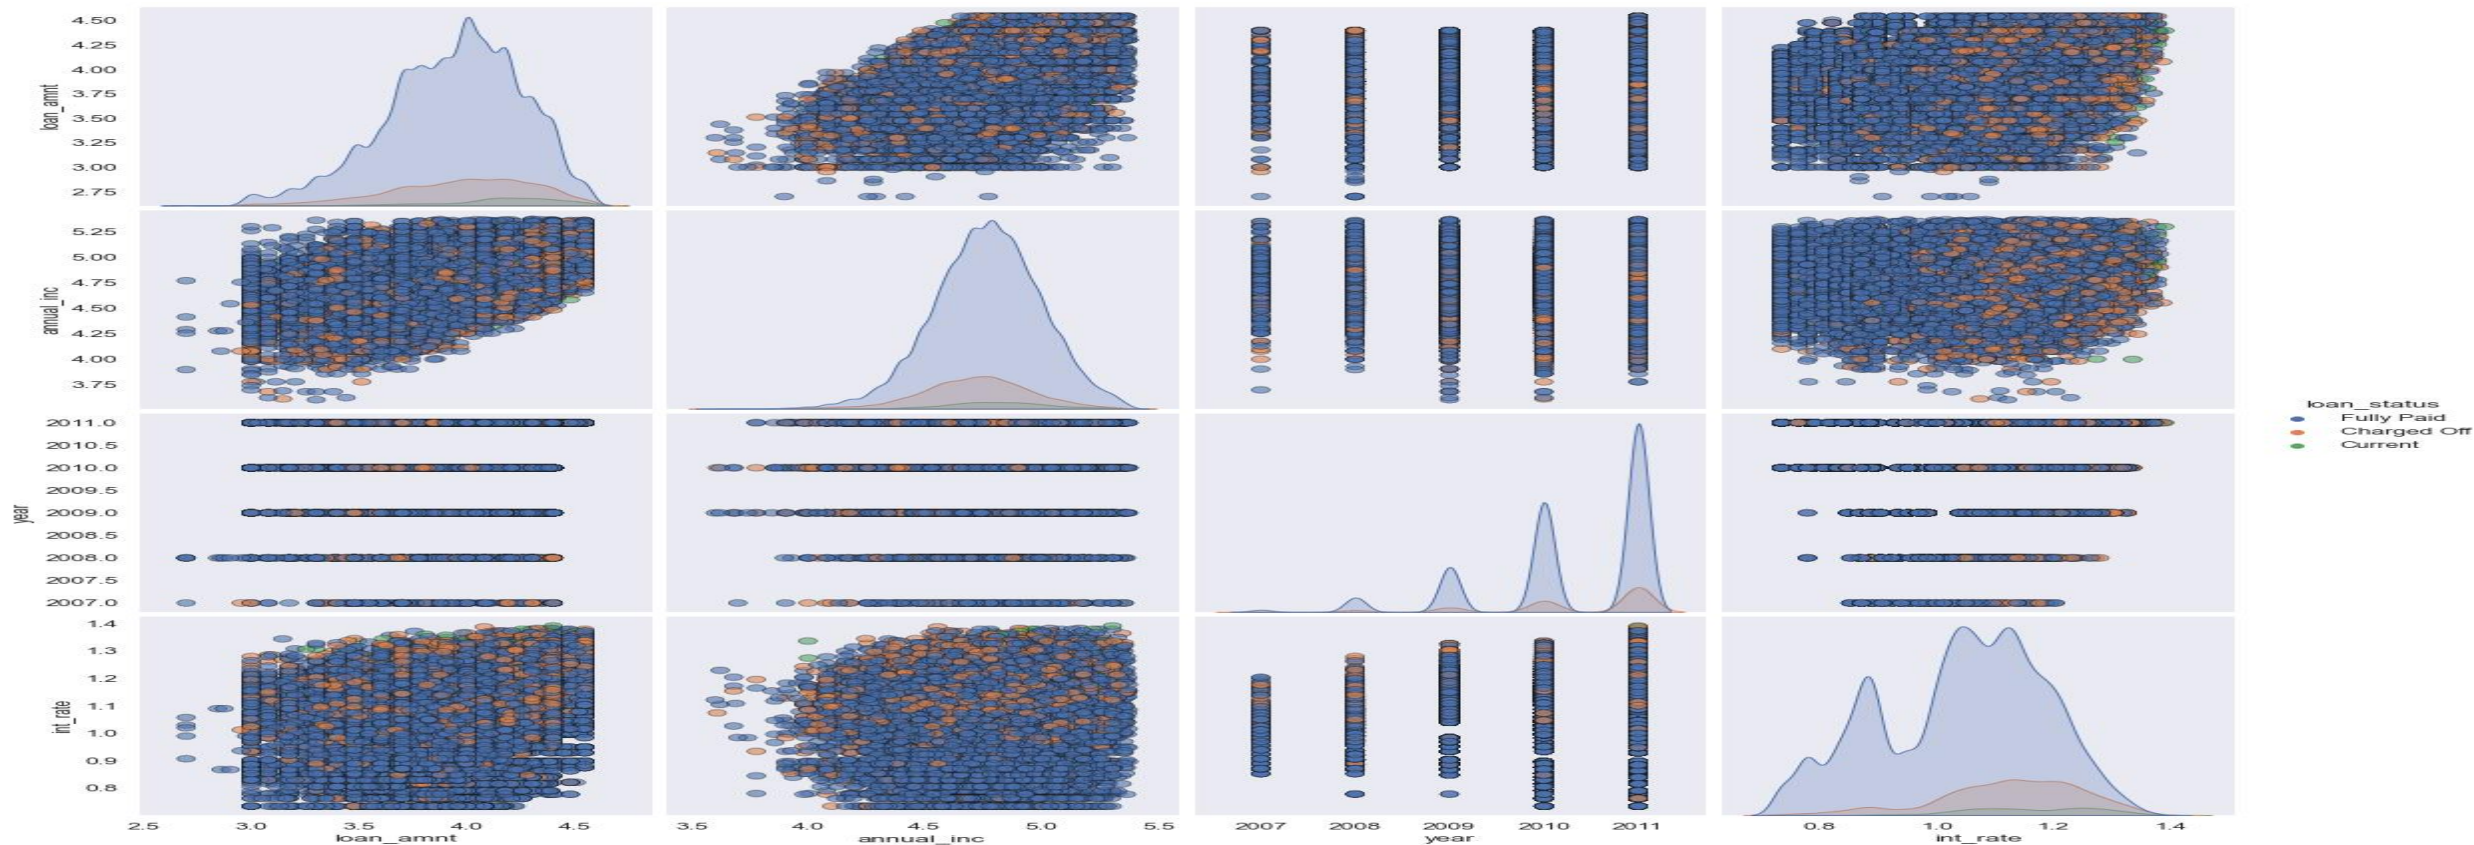 4.50
4.25
4.00
3.75
3.50
3.25
3.00
2.75
loan_amnt
5.25
5.00
4.75
4.50
4.25
4.00
3.75
annual_inc
2011.0
2010.5
2010.0
2009.5
2009.0
2008.5
2008.0
2007.5
2007.0
year
1.4
1.3
1.2
1.1
1.0
0.9
0.8
int_rate
2.5 3.0 3.5 4.0 4.5
loan_amnt
3.5 4.0 4.5 5.0 5.5
annual_inc
2007 2008 2009 2010 2011
year
0.8 1.0 1.2 1.4
int_rate
loan_status
Fully Paid
Charged Off
Current